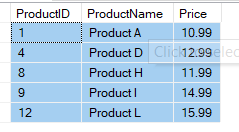 ProductID ProductName Price
1 Product A 10.99
4 Product D 12.99
8 Product H 11.99
9 Product I 14.99
12 Product L 15.99